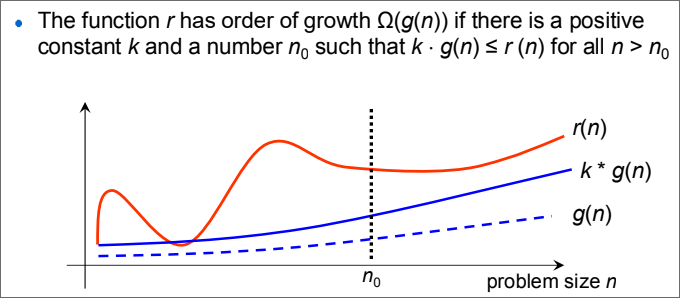 • The function r has order of growth Ω(g(n)) if there is a positive
constant k and a number n₀ such that k · g(n) ≤ r (n) for all n > n₀
r(n)
k * g(n)
g(n)
n₀
problem size n